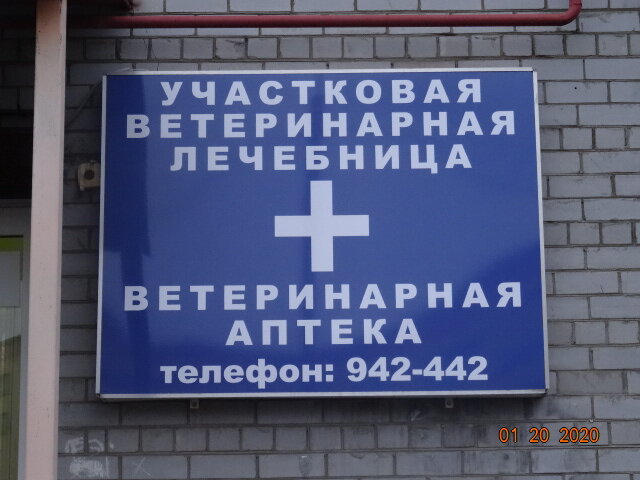 УЧАСТКОВАЯ
ВЕТЕРИНАРНАЯ
ЛЕЧЕБНИЦА
ВЕТЕРИНАРНАЯ
АПТЕКА
телефон: 942-442
01 20 2020